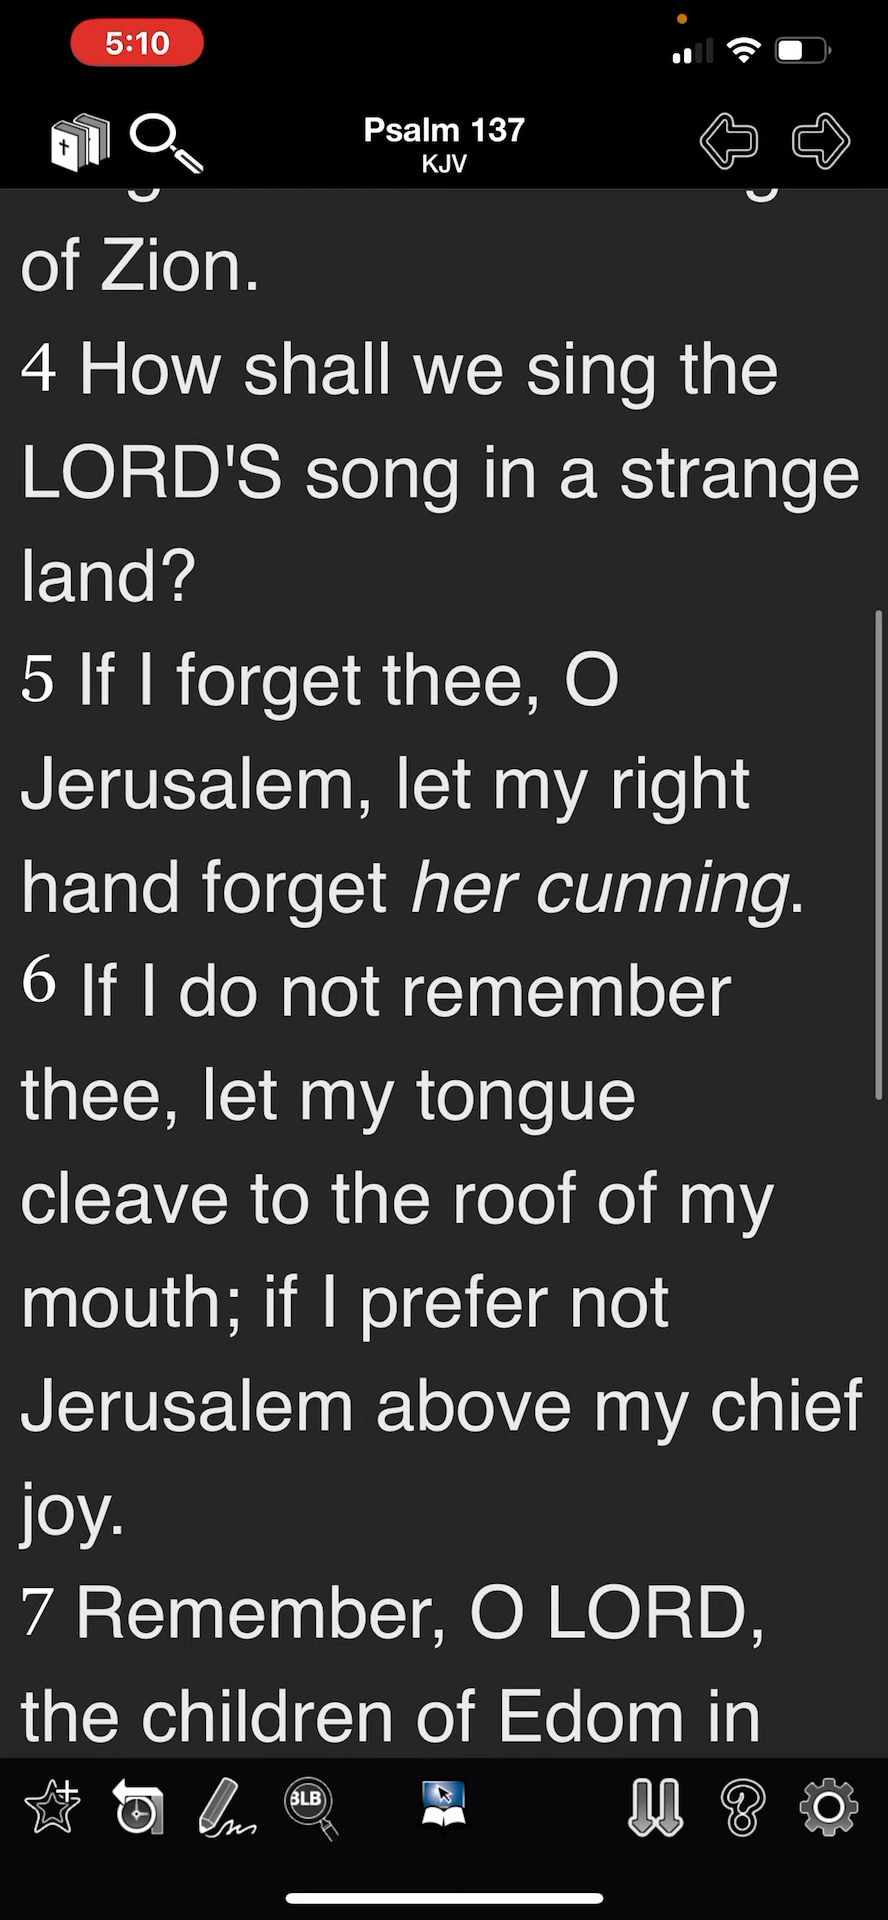 5:10
Psalm 137
KJV
of Zion.
4 How shall we sing the
LORD'S song in a strange
land?
5 If I forget thee, O
Jerusalem, let my right
hand forget her cunning.
6 If I do not remember
thee, let my tongue
cleave to the roof of my
mouth; if I prefer not
Jerusalem above my chief
joy.
7 Remember, O LORD,
the children of Edom in
BLB